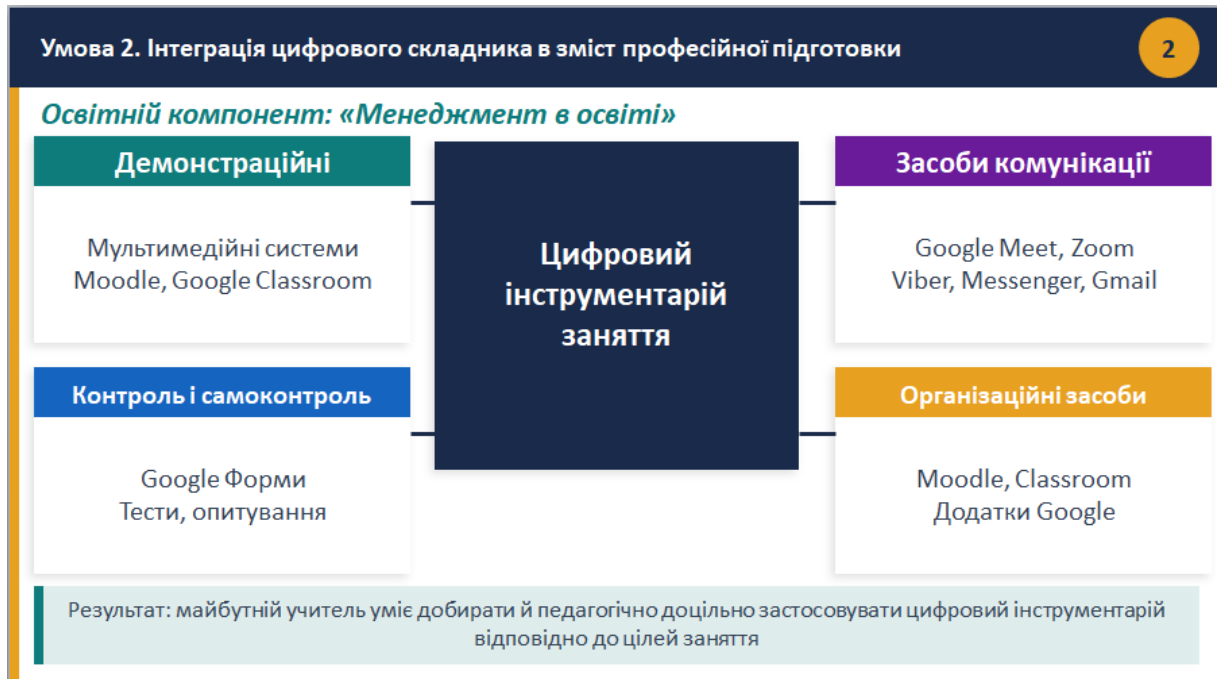 Умова 2. Інтеграція цифрового складника в зміст професійної підготовки
2
Освітній компонент: «Менеджмент в освіті»
Демонстраційні
Мультимедійні системи
Moodle, Google Classroom
Контроль і самоконтроль
Google Форми
Тести, опитування
Цифровий
інструментарій
заняття
Засоби комунікації
Google Meet, Zoom
Viber, Messenger, Gmail
Організаційні засоби
Moodle, Classroom
Додатки Google
Результат: майбутній учитель уміє добирати й педагогічно доцільно застосовувати цифровий інструментарій
відповідно до цілей заняття